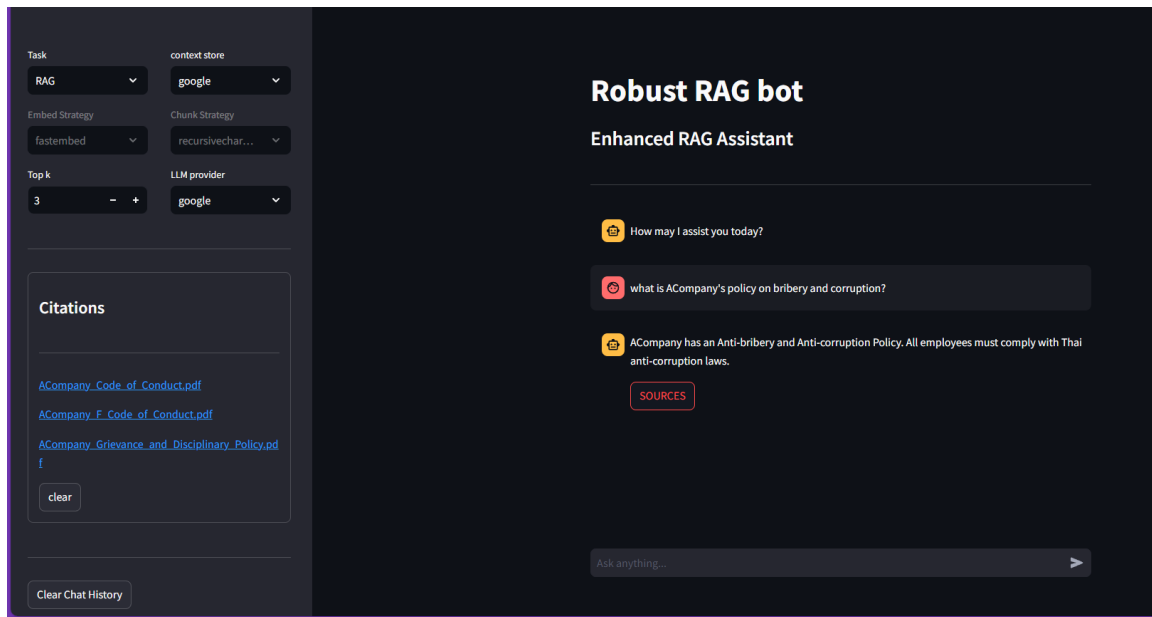 Task
context store
RAG
google
Embed Strategy
Chunk Strategy
fastembed
recursivechar...
Top k
LLM provider
3 - +
google
Citations
ACompany_Code_of_Conduct.pdf
ACompany_F_Code_of_Conduct.pdf
ACompany_Grievance_and_Disciplinary_Policy.pd
f
clear
Clear Chat History
Robust RAG bot
Enhanced RAG Assistant
How may I assist you today?
what is ACompany's policy on bribery and corruption?
ACompany has an Anti-bribery and Anti-corruption Policy. All employees must comply with Thai
anti-corruption laws.
SOURCES
Ask anything...